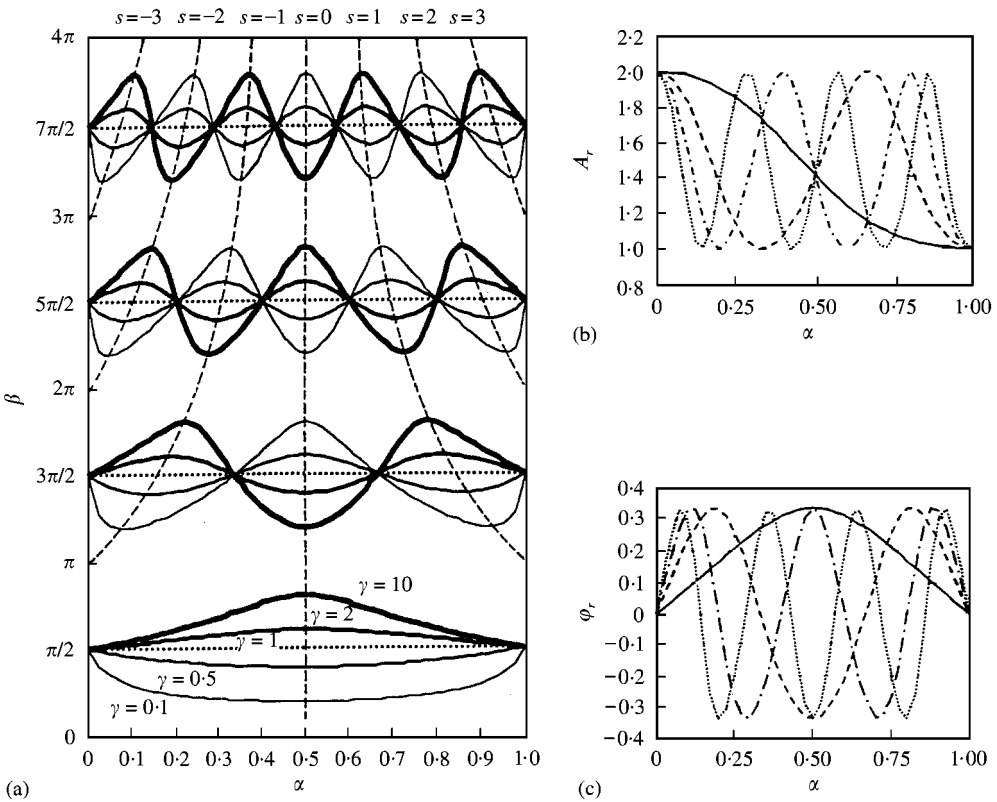 s=−3 s=−2 s=−1 s=0 s=1 s=2 s=3
4π
7π/2
3π
5π/2
2π
3π/2
π
π/2
0
β
γ = 10
γ = 2
γ = 1
γ = 0·5
γ = 0·1
0 0·1 0·2 0·3 0·4 0·5 0·6 0·7 0·8 0·9 1·0
α
(a)
2·2
2·0
1·8
1·6
1·4
1·2
1·0
0·8
A_r
0 0·25 0·50 0·75 1·00
α
(b)
0·4
0·3
0·2
0·1
0
−0·1
−0·2
−0·3
−0·4
φ_r
0 0·25 0·50 0·75 1·00
α
(c)